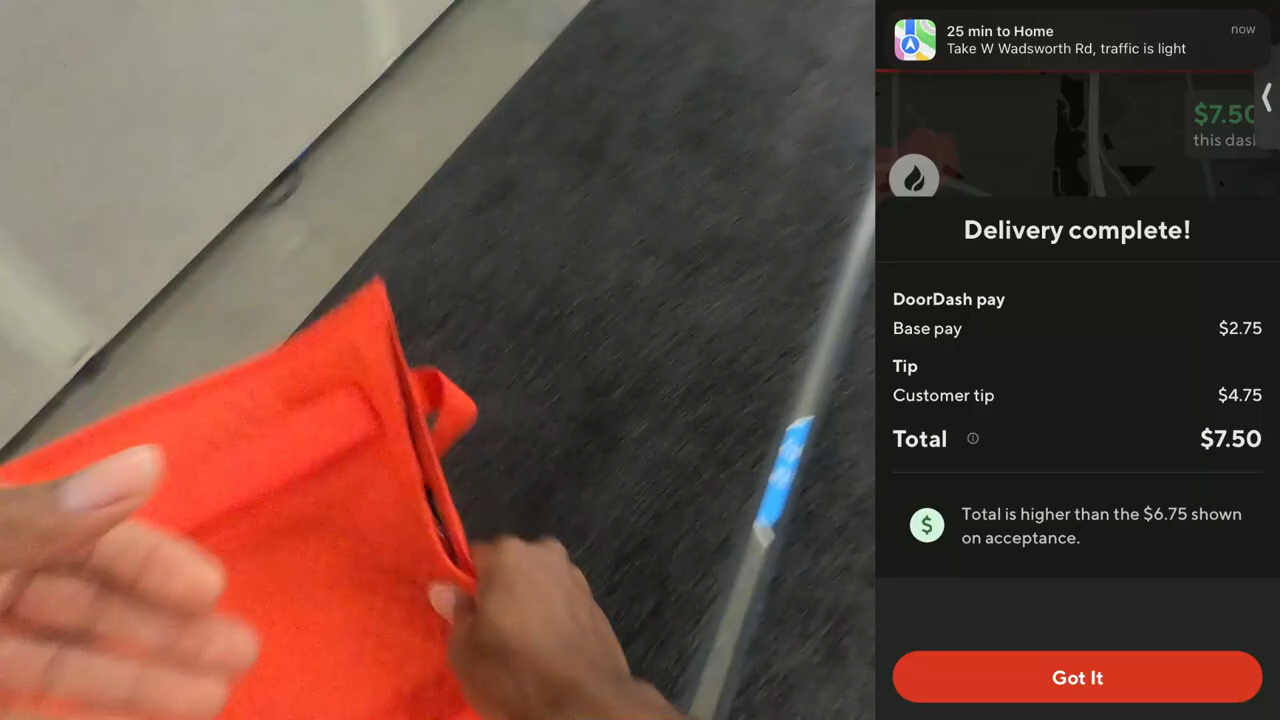 25 min to Home
now
Take W Wadsworth Rd, traffic is light
$7.50
this das
Delivery complete!
DoorDash pay
Base pay $2.75
Tip
Customer tip $4.75
Total $7.50
Total is higher than the $6.75 shown
on acceptance.
Got It